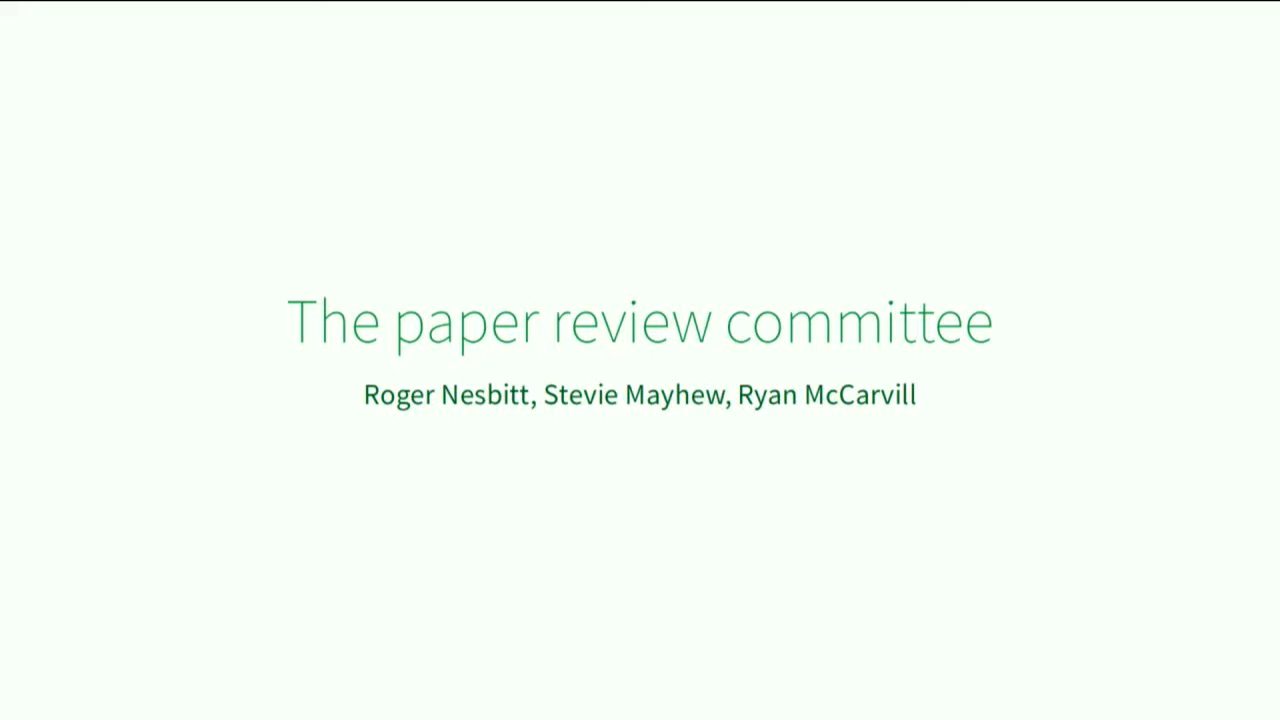 The paper review committee
Roger Nesbitt, Stevie Mayhew, Ryan McCarvill